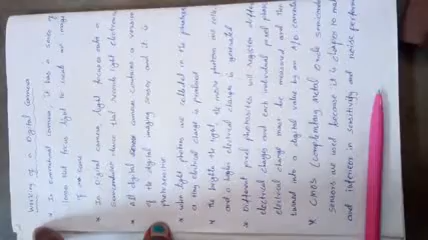 Working of a Digital Camera
* In conventional camera, it has a series of
lenses that focus light to create an image
of the scene
* In Digital camera, light focuses onto a
semiconductor device that records light electronically
* All digital camera contains a
of the digital imaging sensor and it is
photosensitive
* when light photons are collected in the photosites
a tiny electrical charge is produced
* The brighter the light, the more photons are
and a higher electrical charge is generated
* Different pixel photosites will register different
electrical charges and each individual pixel
electrical charge must be measured and then
turned into a digital value by an A/D converter
* CMOS (Complementary Metal Oxide semiconductor
sensors are used because it is cheaper to make
and inferior in sensitivity and noise performance